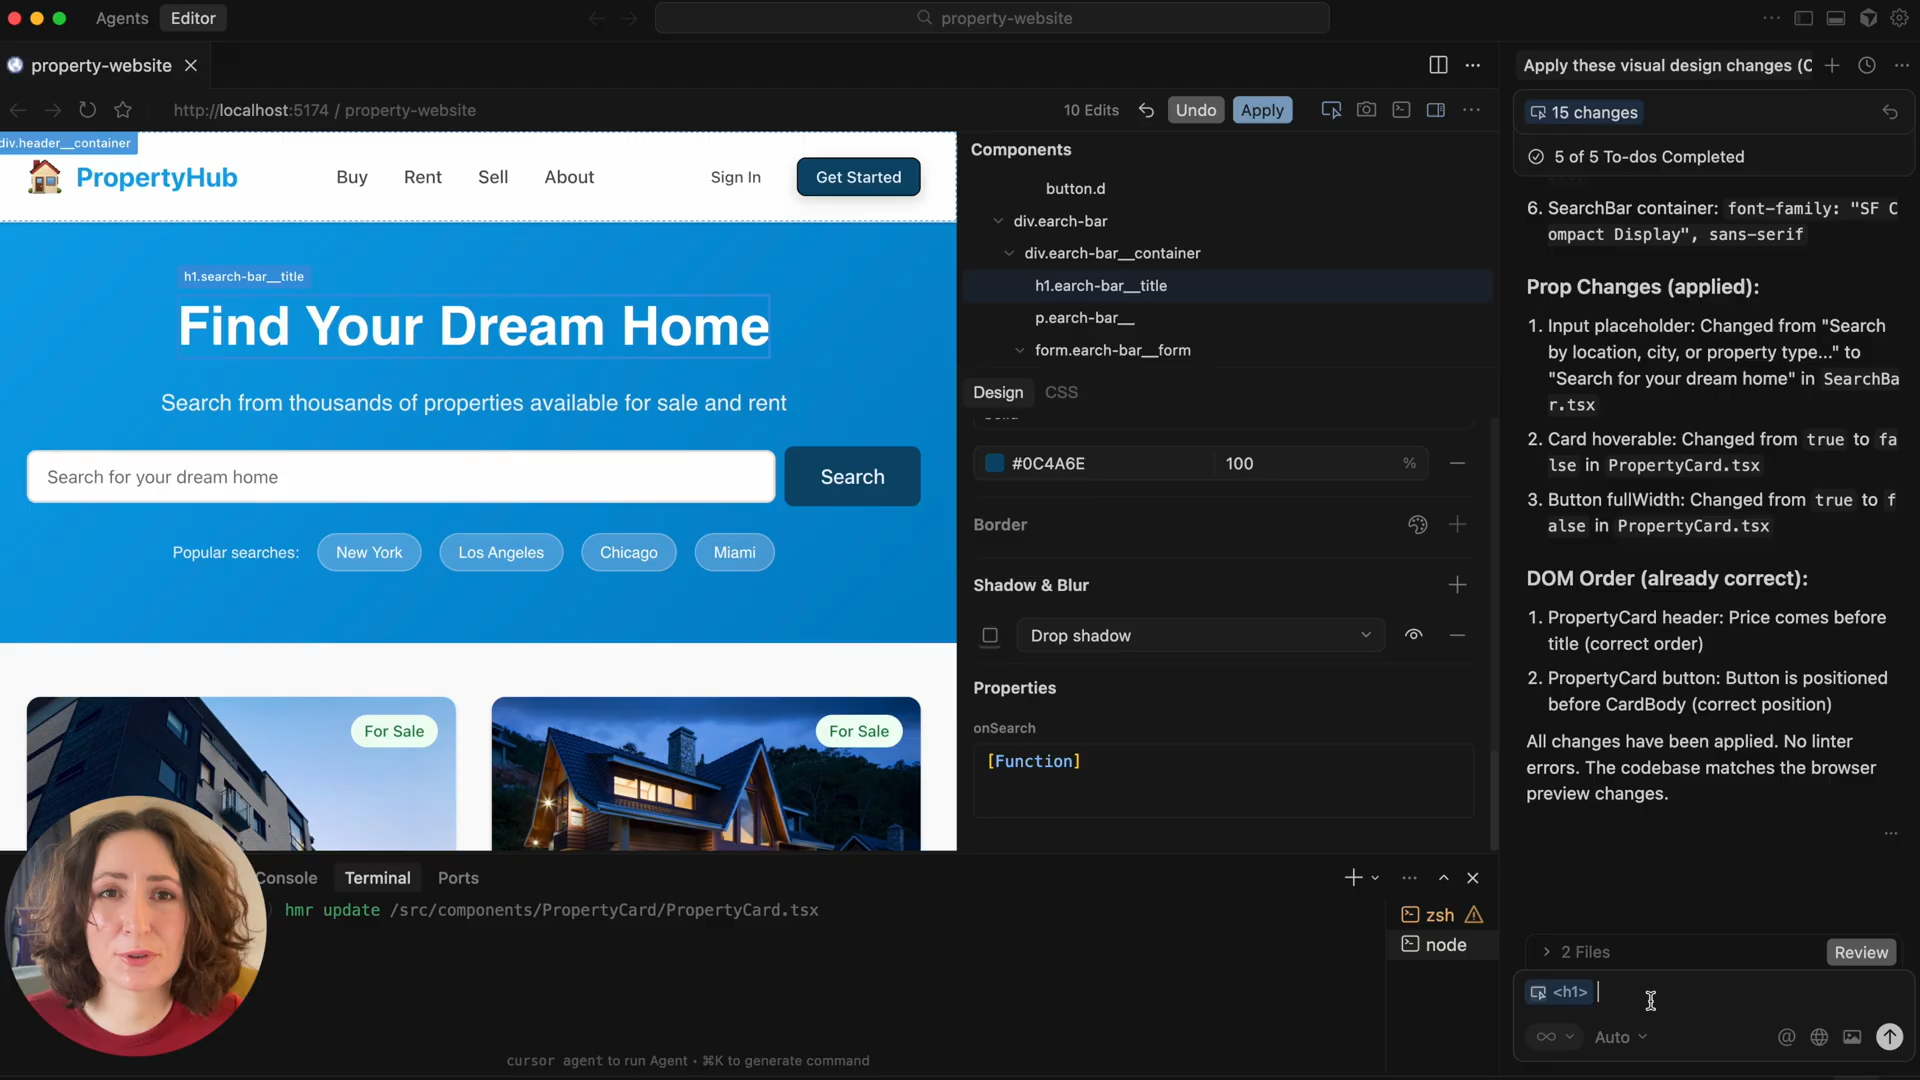 Agents Editor
property-website
property-website
Apply these visual design changes (C
http://localhost:5174 / property-website
10 Edits Undo Apply
15 changes
5 of 5 To-dos Completed
div.header__container
PropertyHub
Buy Rent Sell About Sign In Get Started
h1.search-bar__title
Find Your Dream Home
Search from thousands of properties available for sale and rent
Search for your dream home
Search
Popular searches: New York Los Angeles Chicago Miami
For Sale
For Sale
Components
button.d
div.earch-bar
div.earch-bar__container
h1.earch-bar__title
p.earch-bar__
form.earch-bar__form
Design CSS
#0C4A6E 100 %
Border
Shadow & Blur
Drop shadow
Properties
onSearch
[Function]
6. SearchBar container: font-family: "SF C
ompact Display", sans-serif
Prop Changes (applied):
1. Input placeholder: Changed from "Search
by location, city, or property type..." to
"Search for your dream home" in SearchBa
r.tsx
2. Card hoverable: Changed from true to fa
lse in PropertyCard.tsx
3. Button fullWidth: Changed from true to f
alse in PropertyCard.tsx
DOM Order (already correct):
1. PropertyCard header: Price comes before
title (correct order)
2. PropertyCard button: Button is positioned
before CardBody (correct position)
All changes have been applied. No linter
errors. The codebase matches the browser
preview changes.
Console Terminal Ports
hmr update /src/components/PropertyCard/PropertyCard.tsx
zsh
node
cursor agent to run Agent • ⌘K to generate command
2 Files Review
<h1>
Auto